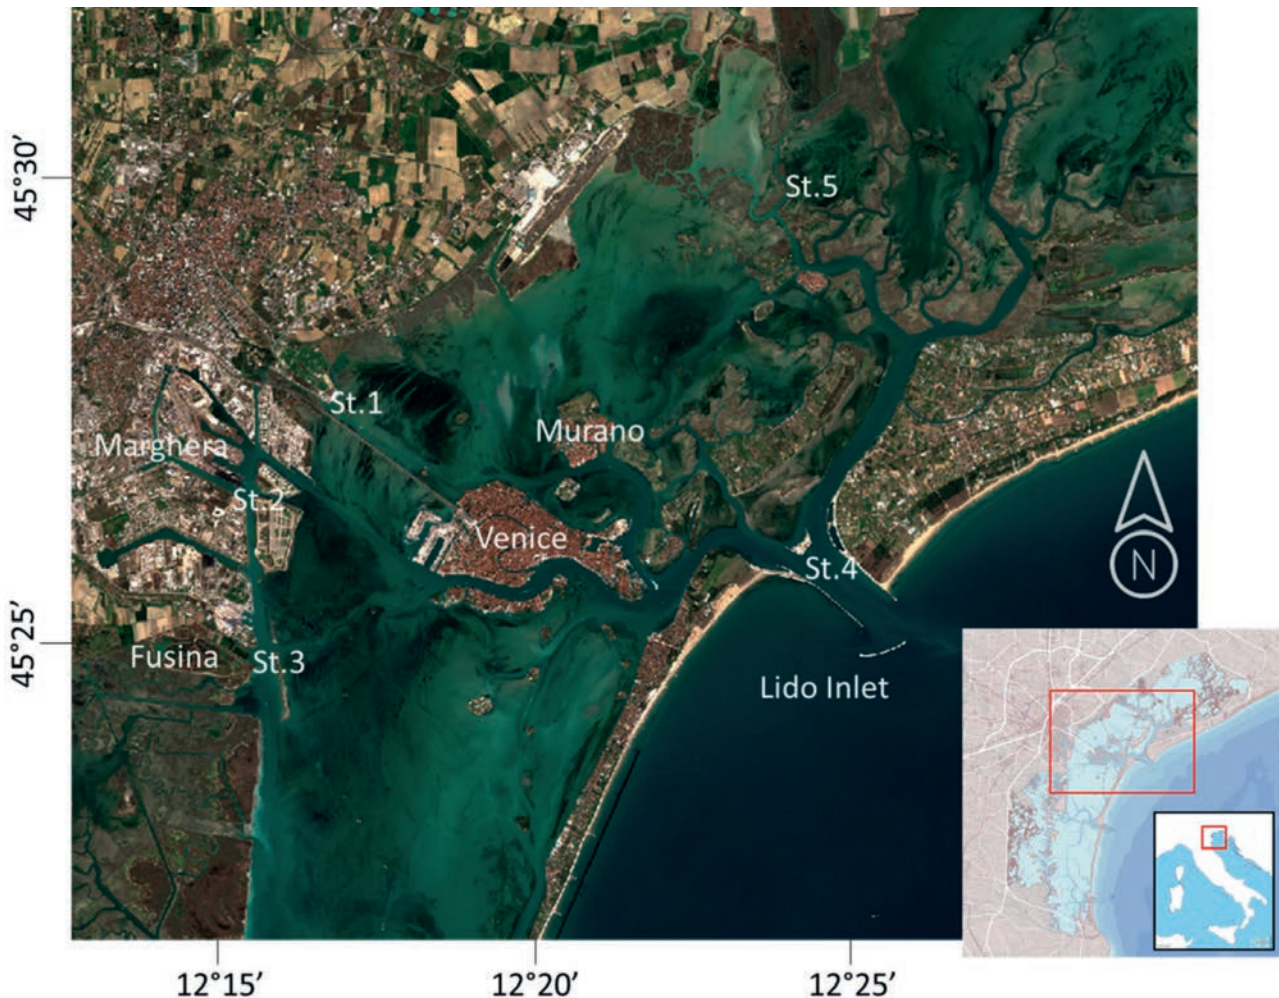 45°30′
St.5
St.1
Murano
Marghera
St.2
Venice
St.4
45°25′
Fusina
St.3
Lido Inlet
N
12°15′
12°20′
12°25′